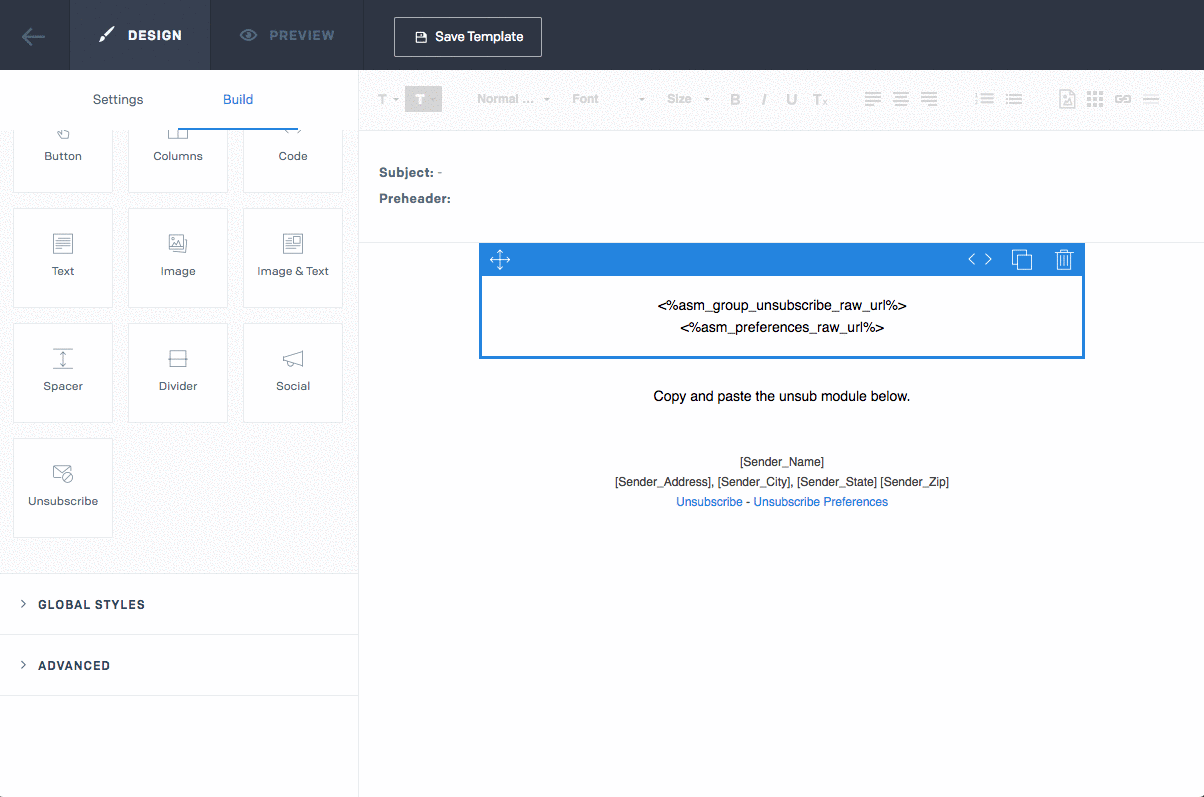 DESIGN
PREVIEW
Save Template
Settings
Build
T
T
Normal ...
Font
Size
B
I
U
Tx
Button
Columns
Code
Text
Image
Image & Text
Spacer
Divider
Social
Unsubscribe
GLOBAL STYLES
ADVANCED
Subject: -
Preheader:
<%asm_group_unsubscribe_raw_url%>
<%asm_preferences_raw_url%>
Copy and paste the unsub module below.
[Sender_Name]
[Sender_Address], [Sender_City], [Sender_State] [Sender_Zip]
Unsubscribe - Unsubscribe Preferences